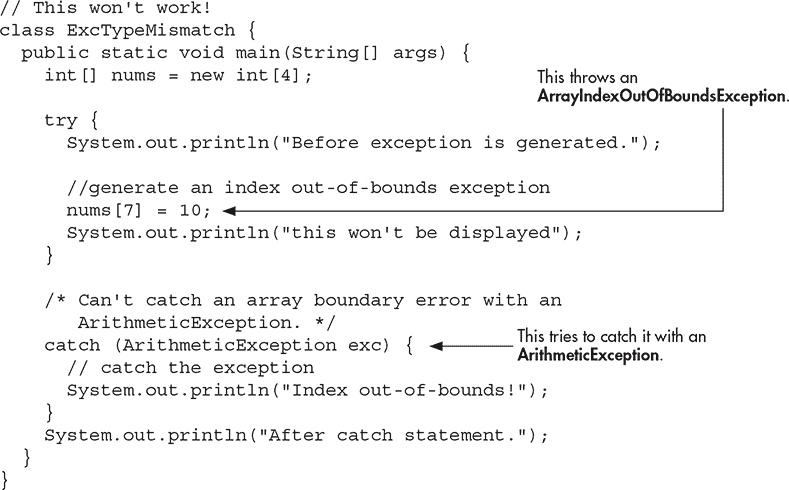 // This won't work!
class ExcTypeMismatch {
  public static void main(String[] args) {
    int[] nums = new int[4];
This throws an
ArrayIndexOutOfBoundsException.
    try {
      System.out.println("Before exception is generated.");
      //generate an index out-of-bounds exception
      nums[7] = 10;
      System.out.println("this won't be displayed");
    }
    /* Can't catch an array boundary error with an
       ArithmeticException. */
    catch (ArithmeticException exc) {
This tries to catch it with an
ArithmeticException.
      // catch the exception
      System.out.println("Index out-of-bounds!");
    }
    System.out.println("After catch statement.");
  }
}